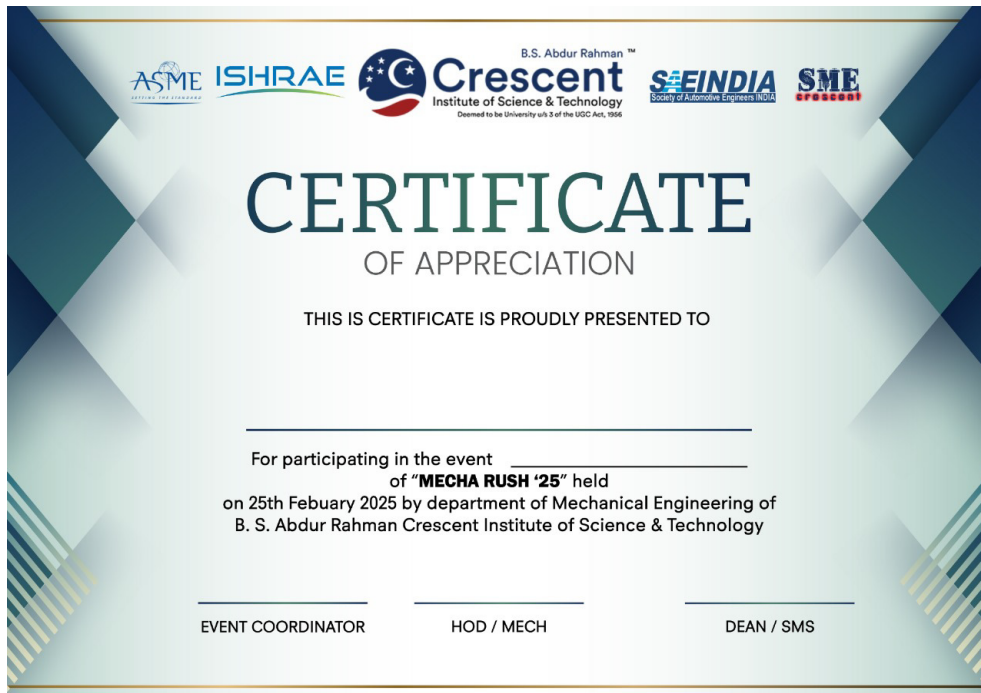 ASME
SETTING THE STANDARD
ISHRAE
B.S. Abdur Rahman ™
Crescent
Institute of Science & Technology
Deemed to be University u/s 3 of the UGC Act, 1956
SAEINDIA
Society of Automotive Engineers INDIA
SME
crescent
CERTIFICATE
OF APPRECIATION
THIS IS CERTIFICATE IS PROUDLY PRESENTED TO
For participating in the event
of “MECHA RUSH ‘25” held
on 25th Febuary 2025 by department of Mechanical Engineering of
B. S. Abdur Rahman Crescent Institute of Science & Technology
EVENT COORDINATOR
HOD / MECH
DEAN / SMS